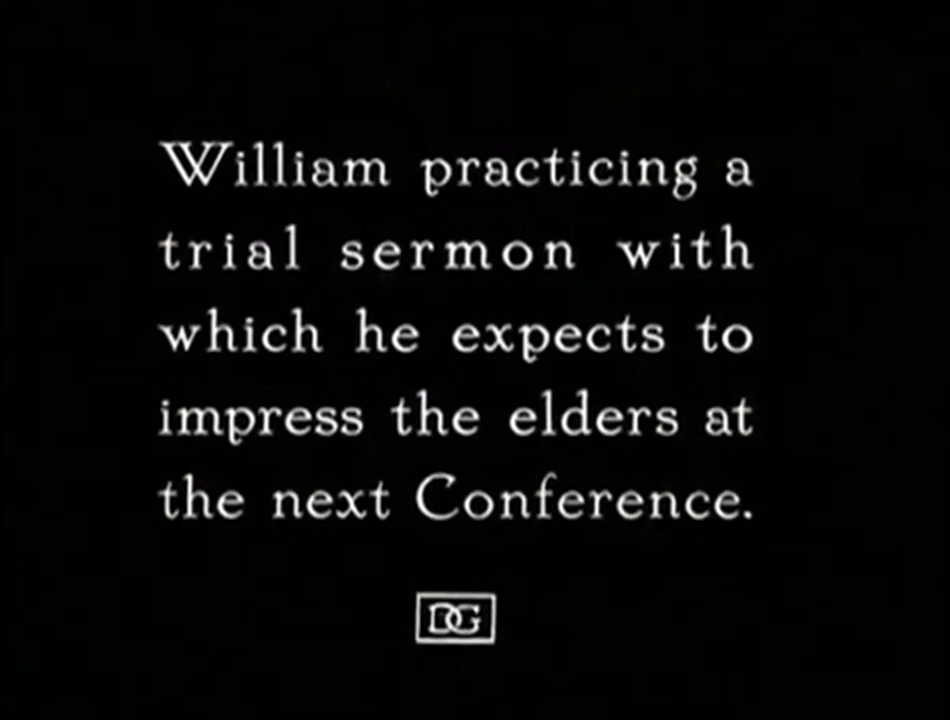 William practicing a
trial sermon with
which he expects to
impress the elders at
the next Conference.
DG